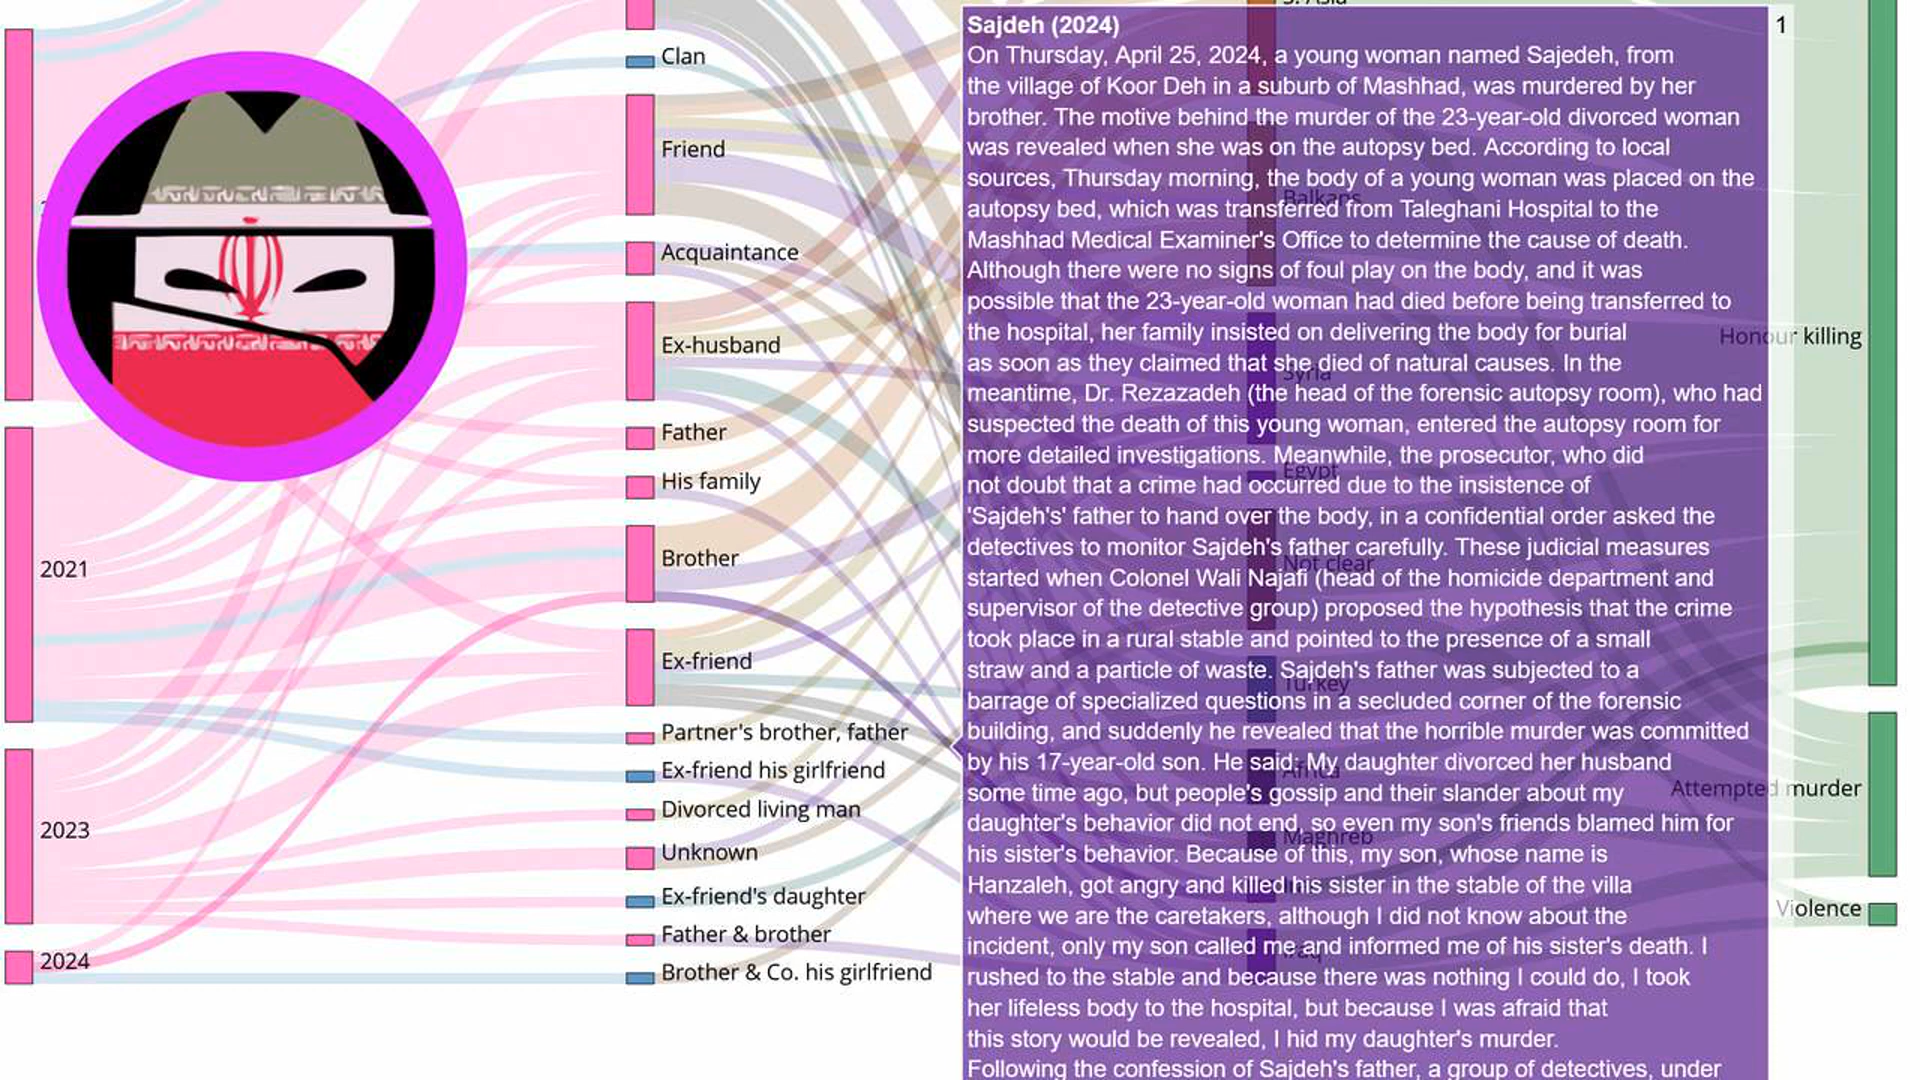 Clan
Friend
Acquaintance
Ex-husband
Father
His family
Brother
Ex-friend
Partner's brother, father
Ex-friend his girlfriend
Divorced living man
Unknown
Ex-friend's daughter
Father & brother
Brother & Co. his girlfriend
2021
2023
2024
Sajdeh (2024)
On Thursday, April 25, 2024, a young woman named Sajedeh, from
the village of Koor Deh in a suburb of Mashhad, was murdered by her
brother. The motive behind the murder of the 23-year-old divorced woman
was revealed when she was on the autopsy bed. According to local
sources, Thursday morning, the body of a young woman was placed on the
autopsy bed, which was transferred from Taleghani Hospital to the
Mashhad Medical Examiner's Office to determine the cause of death.
Although there were no signs of foul play on the body, and it was
possible that the 23-year-old woman had died before being transferred to
the hospital, her family insisted on delivering the body for burial
as soon as they claimed that she died of natural causes. In the
meantime, Dr. Rezazadeh (the head of the forensic autopsy room), who had
suspected the death of this young woman, entered the autopsy room for
more detailed investigations. Meanwhile, the prosecutor, who did
not doubt that a crime had occurred due to the insistence of
'Sajdeh's' father to hand over the body, in a confidential order asked the
detectives to monitor Sajdeh's father carefully. These judicial measures
started when Colonel Wali Najafi (head of the homicide department and
supervisor of the detective group) proposed the hypothesis that the crime
took place in a rural stable and pointed to the presence of a small
straw and a particle of waste. Sajdeh's father was subjected to a
barrage of specialized questions in a secluded corner of the forensic
building, and suddenly he revealed that the horrible murder was committed
by his 17-year-old son. He said: My daughter divorced her husband
some time ago, but people's gossip and their slander about my
daughter's behavior did not end, so even my son's friends blamed him for
his sister's behavior. Because of this, my son, whose name is
Hanzaleh, got angry and killed his sister in the stable of the villa
where we are the caretakers, although I did not know about the
incident, only my son called me and informed me of his sister's death. I
rushed to the stable and because there was nothing I could do, I took
her lifeless body to the hospital, but because I was afraid that
this story would be revealed, I hid my daughter's murder.
Following the confession of Sajdeh's father, a group of detectives, under
1
S. Asia
Balkans
Syria
Egypt
Not clear
Turkey
Africa
Maghreb
Iraq
Honour killing
Attempted murder
Violence